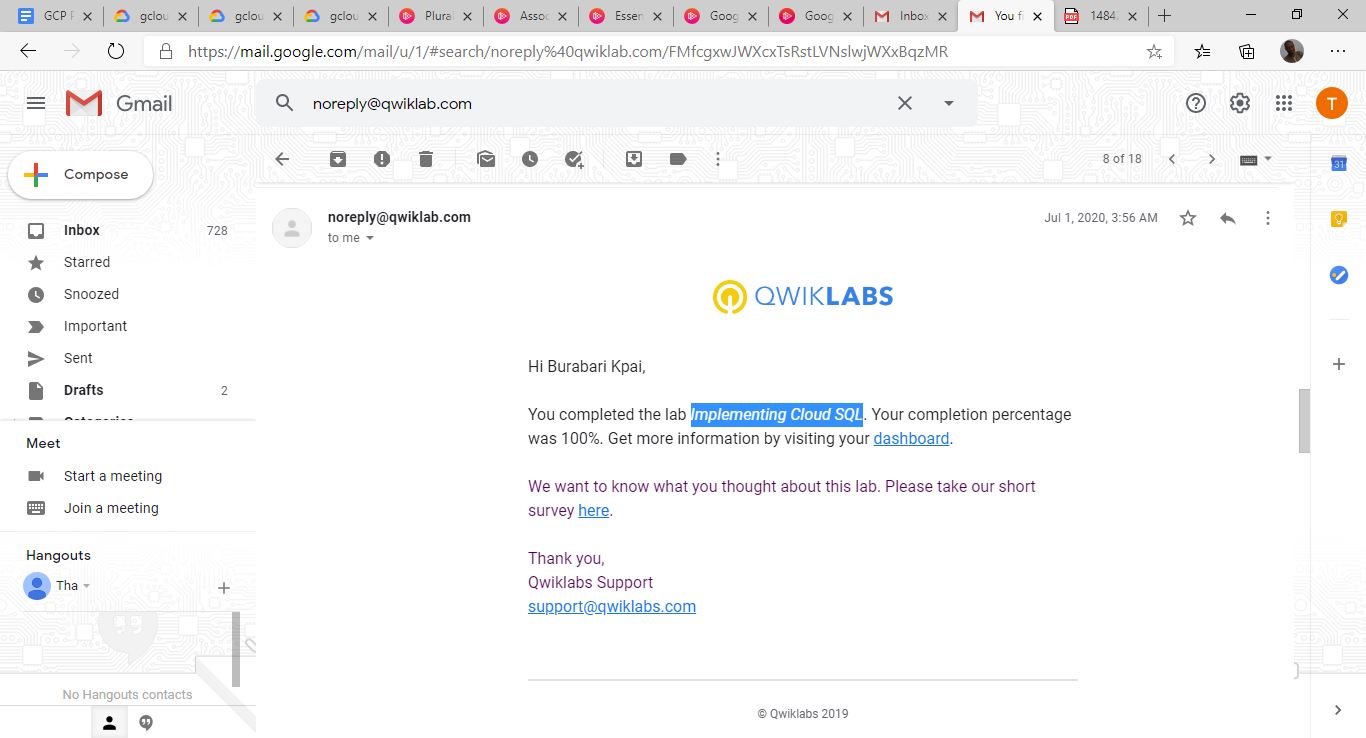 GCP P
gclou
gclou
gclou
Plural
Assoc
Essen
Goog
Goog
Inbox
You fi
PDF
1484
https://mail.google.com/mail/u/1/#search/noreply%40qwiklab.com/FMfcgxwJWXcxTsRstLVNslwjWXxBqzMR
Gmail
noreply@qwiklab.com
T
Compose
8 of 18
31
Inbox 728
Starred
Snoozed
Important
Sent
Drafts 2
Categories
Meet
Start a meeting
Join a meeting
Hangouts
Tha
No Hangouts contacts
noreply@qwiklab.com
Jul 1, 2020, 3:56 AM
to me
QWIKLABS
Hi Burabari Kpai,
You completed the lab Implementing Cloud SQL. Your completion percentage
was 100%. Get more information by visiting your dashboard.
We want to know what you thought about this lab. Please take our short
survey here.
Thank you,
Qwiklabs Support
support@qwiklabs.com
© Qwiklabs 2019